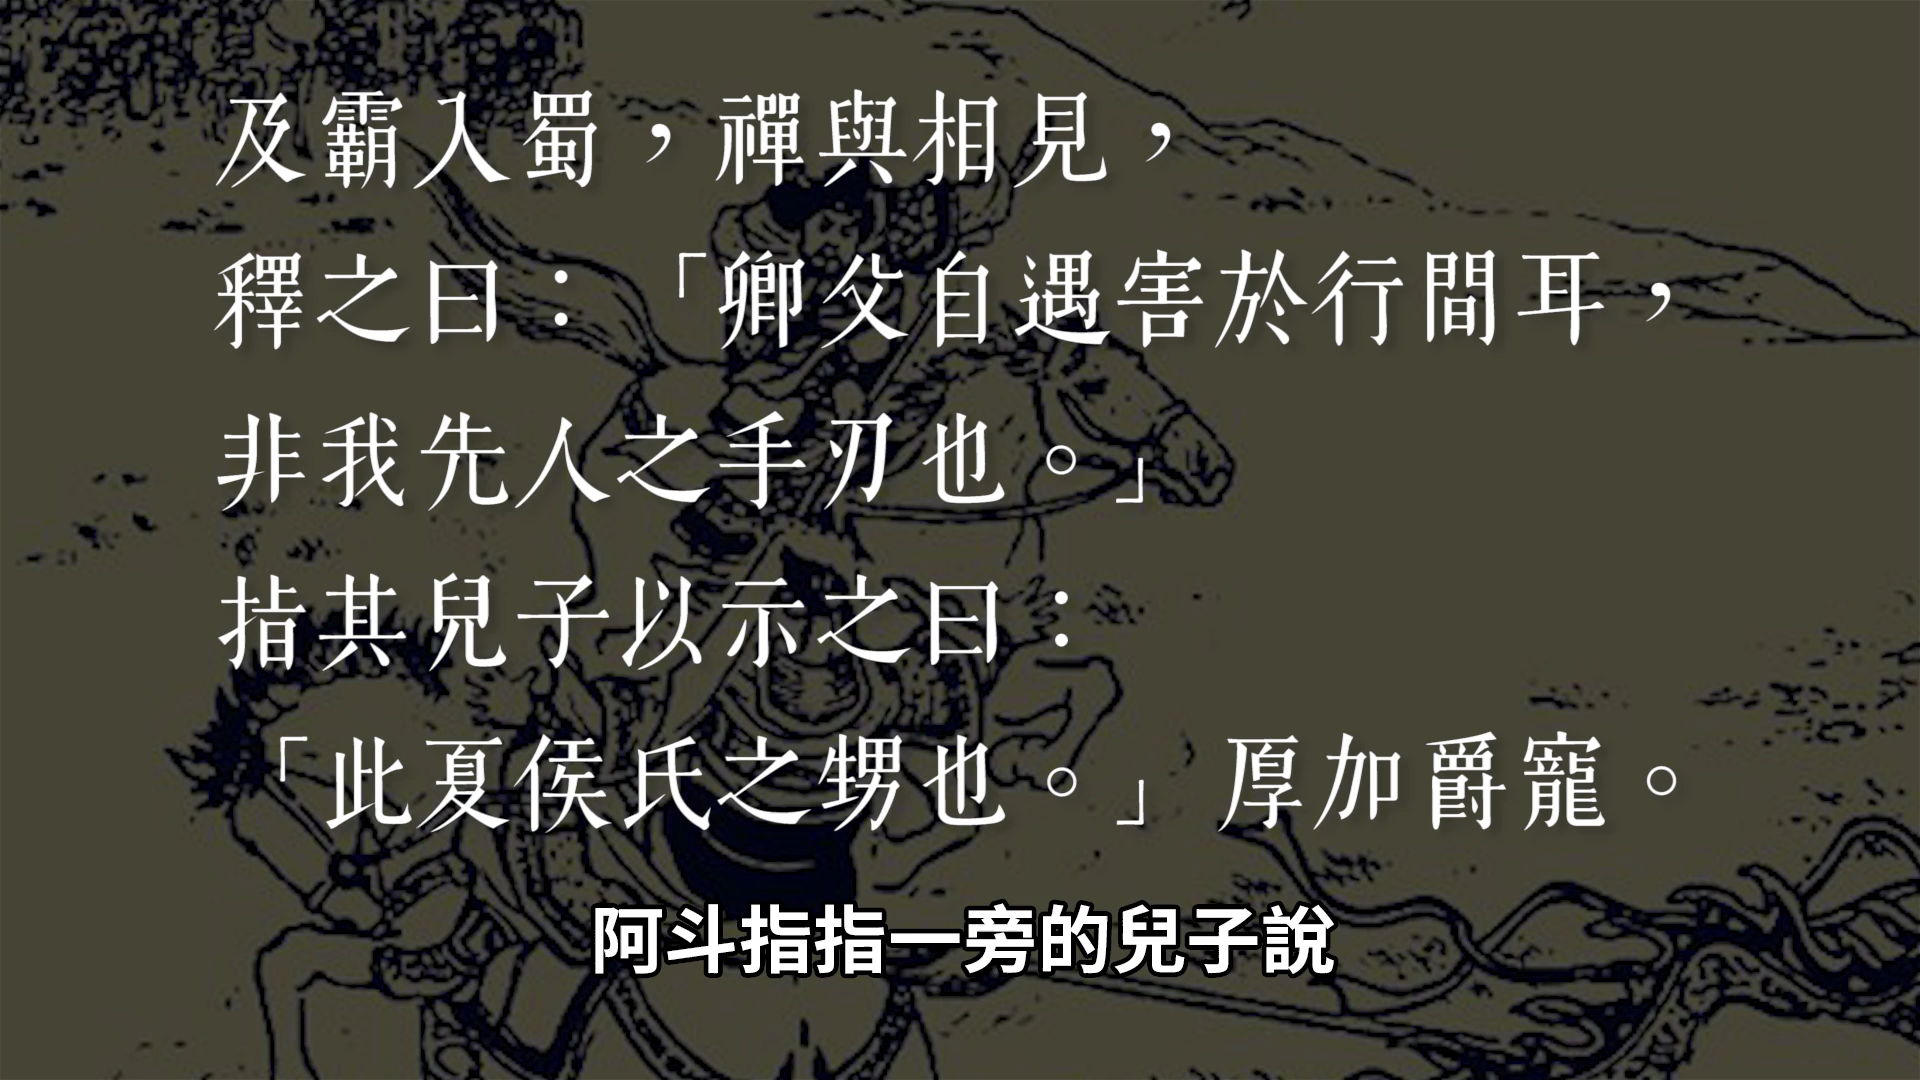 及霸入蜀，禪與相見，
釋之曰：「卿父自遇害於行間耳，
非我先人之手刃也。」
指其兒子以示之曰：
「此夏侯氏之甥也。」厚加爵寵。
阿斗指指一旁的兒子說